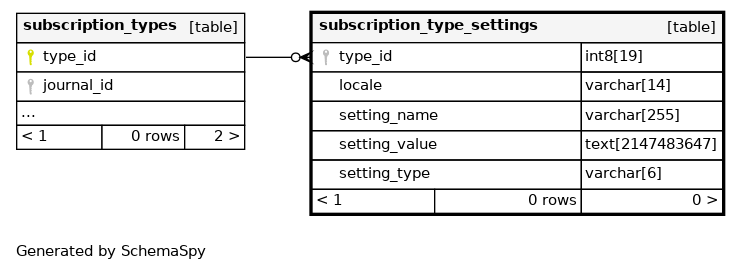 subscription_types [table]
type_id
journal_id
...
< 1 0 rows 2 >
subscription_type_settings [table]
type_id int8[19]
locale varchar[14]
setting_name varchar[255]
setting_value text[2147483647]
setting_type varchar[6]
< 1 0 rows 0 >
Generated by SchemaSpy